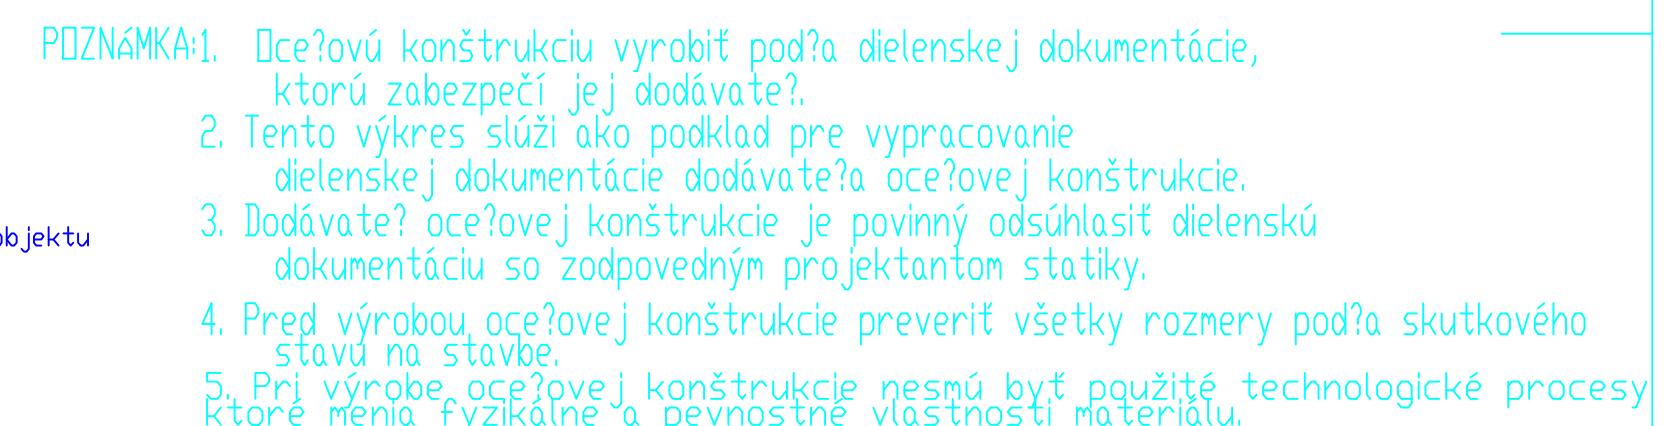 POZNÁMKA:1. Oce?ovú konštrukciu vyrobiť pod?a dielenskej dokumentácie,
ktorú zabezpečí jej dodávate?.
2. Tento výkres slúži ako podklad pre vypracovanie
dielenskej dokumentácie dodávate?a oce?ovej konštrukcie.
3. Dodávate? oce?ovej konštrukcie je povinný odsúhlasiť dielenskú
objektu
dokumentáciu so zodpovedným projektantom statiky.
4. Pred výrobou oce?ovej konštrukcie preveriť všetky rozmery pod?a skutkového
stavu na stavbe.
5. Pri výrobe oce?ovej konštrukcie nesmú byť použité technologické procesy
ktoré menia fyzikálne a pevnostné vlastnosti materiálu.